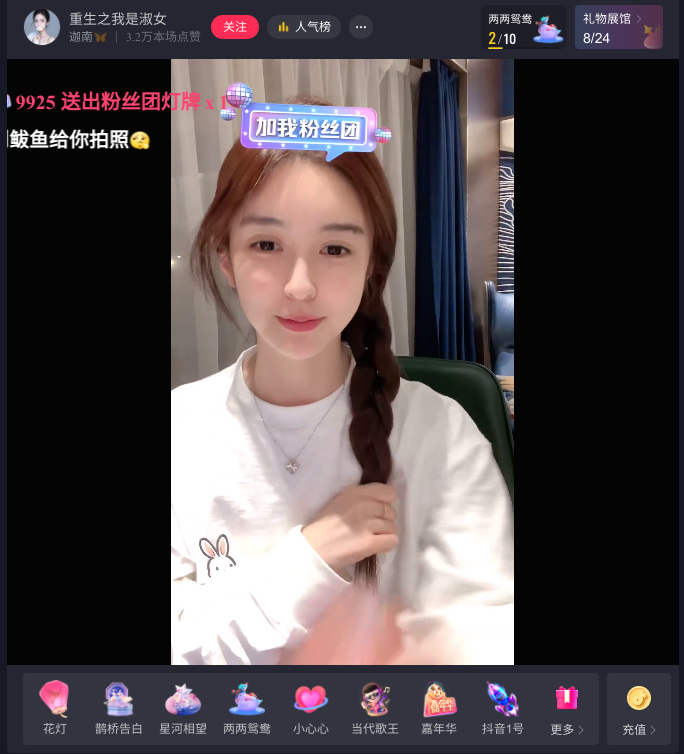 重生之我是淑女
迦南 3.2万本场点赞
关注
人气榜
两两鸳鸯
2/10
礼物展馆
8/24
9925 送出粉丝团灯牌 x 1
加我粉丝团
鲅鱼给你拍照
花灯
鹊桥告白
星河相望
两两鸳鸯
小心心
当代歌王
嘉年华
抖音1号
更多
充值